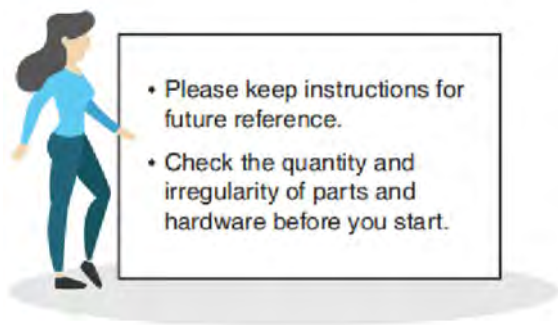 • Please keep instructions for
future reference.
• Check the quantity and
irregularity of parts and
hardware before you start.